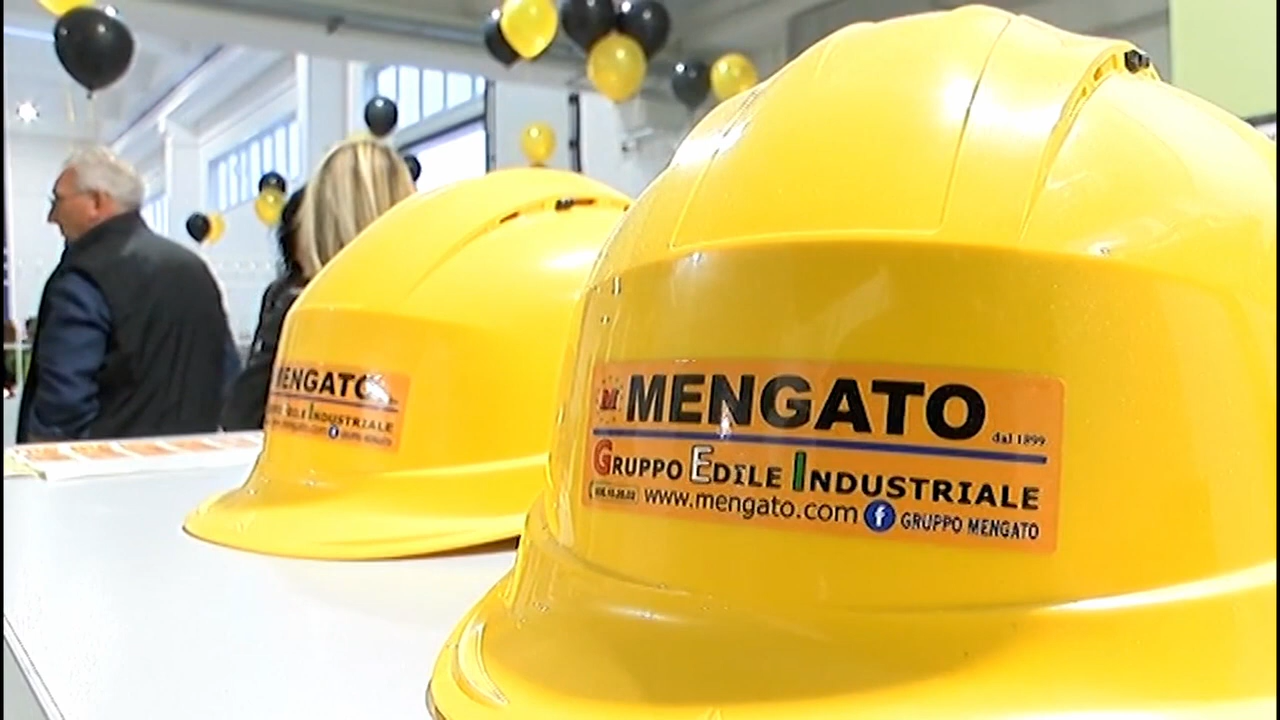 MENGATO
dal 1899
GRUPPO EDILE INDUSTRIALE
www.mengato.com f GRUPPO MENGATO
MENGATO
EDILE INDUSTRIALE